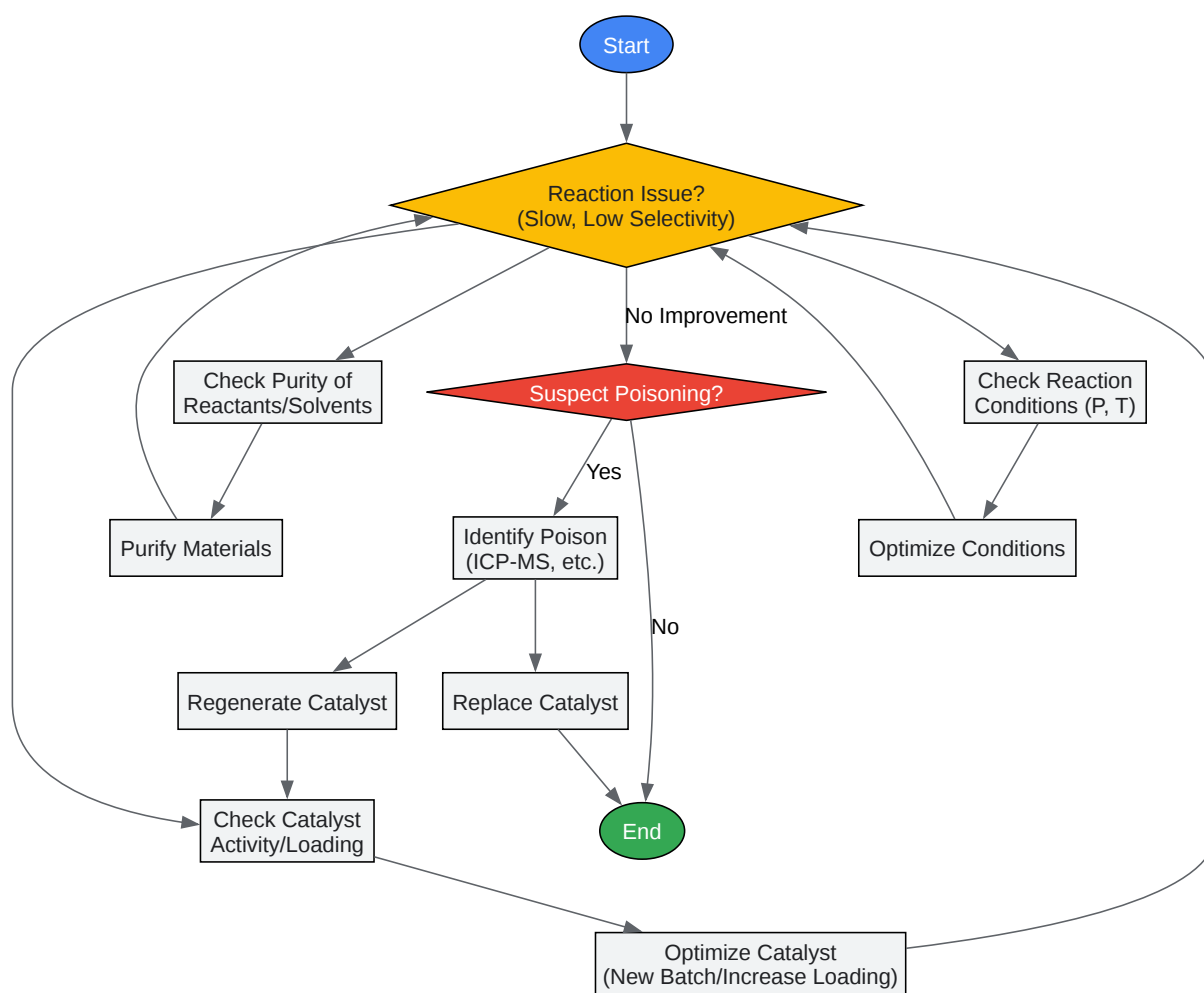 Start
Reaction Issue?
(Slow, Low Selectivity)
No Improvement
Check Purity of
Reactants/Solvents
Suspect Poisoning?
Check Reaction
Conditions (P, T)
Yes
Purify Materials
Identify Poison
(ICP-MS, etc.)
Optimize Conditions
No
Regenerate Catalyst
Replace Catalyst
Check Catalyst
Activity/Loading
End
Optimize Catalyst
(New Batch/Increase Loading)